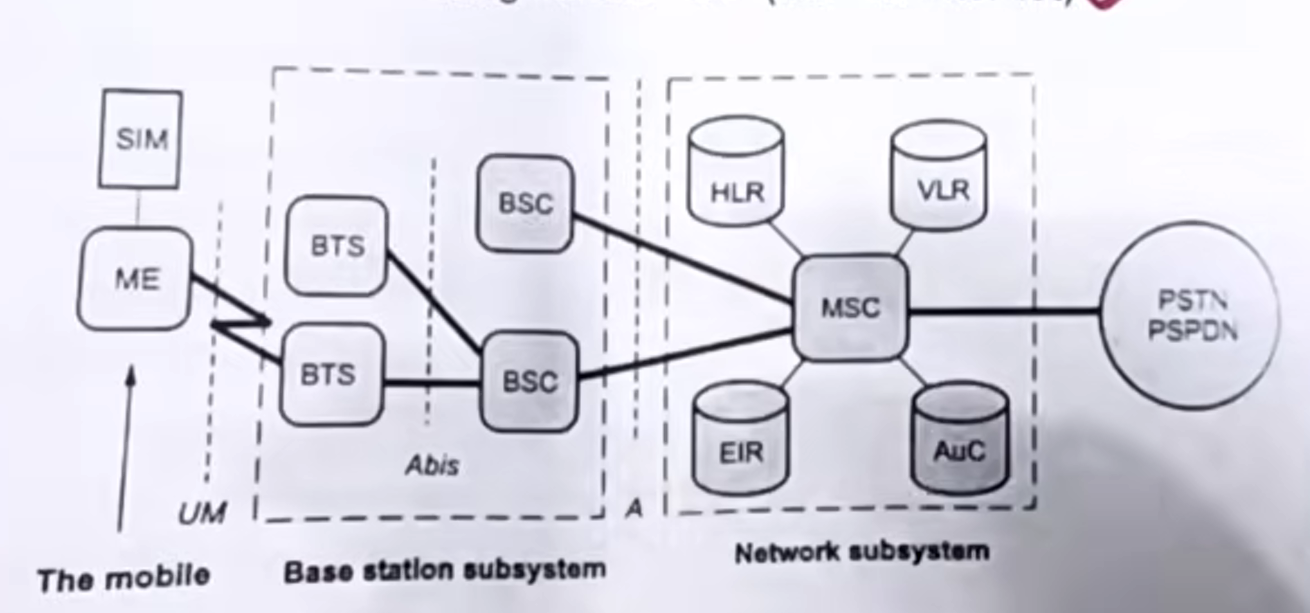 SIM
ME
BTS
BTS
BSC
BSC
HLR
VLR
MSC
EIR
AuC
PSTN
PSPDN
UM
Abis
A
The mobile
Base station subsystem
Network subsystem